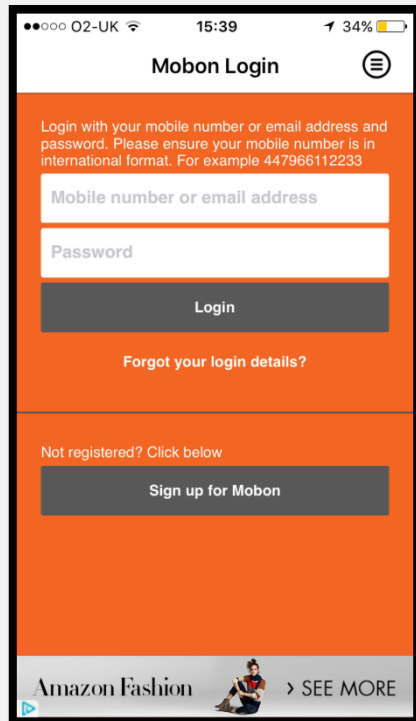 O2-UK 15:39 34%
Mobon Login
Login with your mobile number or email address and
password. Please ensure your mobile number is in
international format. For example 447966112233
Mobile number or email address
Password
Login
Forgot your login details?
Not registered? Click below
Sign up for Mobon
Amazon Fashion > SEE MORE